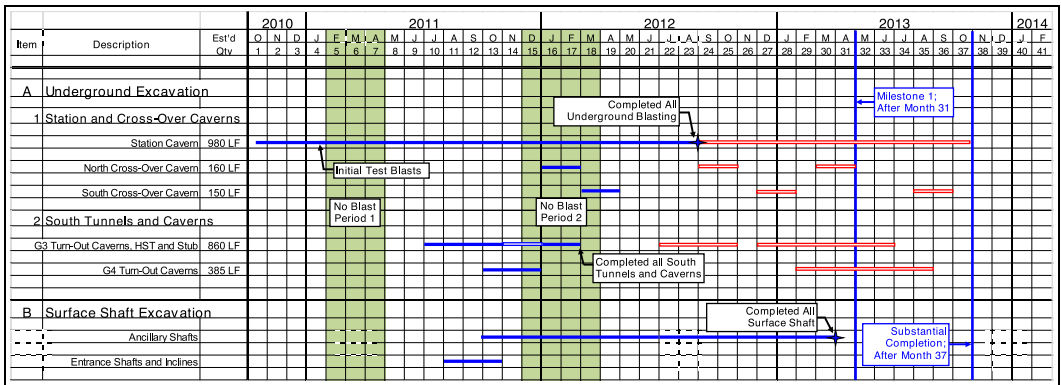 2010 2011 2012 2013 2014
Item Description Est'd Qty
O N D J F M A M J J A S O N D J F M A M J J A S O N D J F M A M J J A S O N D J F
1 2 3 4 5 6 7 8 9 10 11 12 13 14 15 16 17 18 19 20 21 22 23 24 25 26 27 28 29 30 31 32 33 34 35 36 37 38 39 40 41
A Underground Excavation
Completed All
Underground Blasting
Milestone 1;
After Month 31
1 Station and Cross-Over Caverns
Station Cavern 980 LF
Initial Test Blasts
North Cross-Over Cavern 160 LF
South Cross-Over Cavern 150 LF
No Blast
Period 1
No Blast
Period 2
2 South Tunnels and Caverns
G3 Turn-Out Caverns, HST and Stub 860 LF
Completed all South
Tunnels and Caverns
G4 Turn-Out Caverns 385 LF
B Surface Shaft Excavation
Completed All
Surface Shaft
Ancillary Shafts
Substantial
Completion;
After Month 37
Entrance Shafts and Inclines